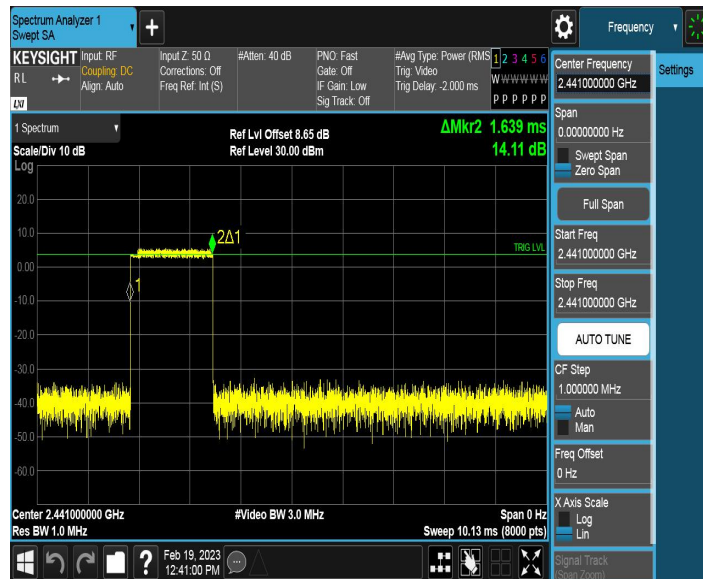 Spectrum Analyzer 1
Swept SA
+
Frequency
KEYSIGHT
RL
LXI
Input: RF
Coupling: DC
Align: Auto
Input Z: 50 Ω
Corrections: Off
Freq Ref: Int (S)
#Atten: 40 dB
PNO: Fast
Gate: Off
IF Gain: Low
Sig Track: Off
#Avg Type: Power (RMS
Trig: Video
Trig Delay: -2.000 ms
1 2 3 4 5 6
W W W W W W
P P P P P P
1 Spectrum
Scale/Div 10 dB
Ref Lvl Offset 8.65 dB
Ref Level 30.00 dBm
ΔMkr2 1.639 ms
14.11 dB
Log
20.0
10.0
0.00
-10.0
-20.0
-30.0
-40.0
-50.0
-60.0
2Δ1
1
TRIG LVL
Center 2.441000000 GHz
Res BW 1.0 MHz
#Video BW 3.0 MHz
Span 0 Hz
Sweep 10.13 ms (8000 pts)
?
Feb 19, 2023
12:41:00 PM
Center Frequency
2.441000000 GHz
Span
0.00000000 Hz
Swept Span
Zero Span
Full Span
Start Freq
2.441000000 GHz
Stop Freq
2.441000000 GHz
AUTO TUNE
CF Step
1.000000 MHz
Auto
Man
Freq Offset
0 Hz
X Axis Scale
Log
Lin
Signal Track
(Span Zoom)
Settings